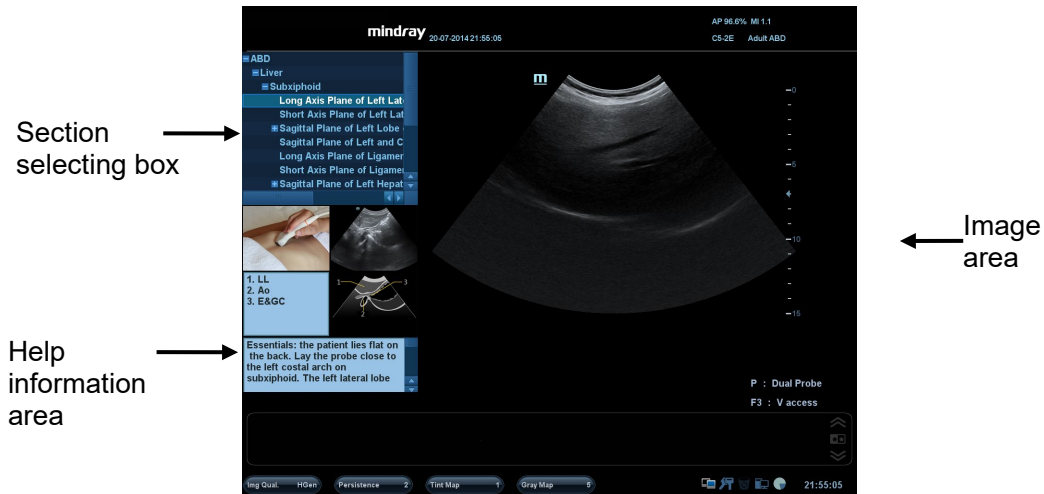 mindray
20-07-2014 21:55:05
AP 96.6% MI 1.1
C5-2E Adult ABD
ABD
Liver
Subxiphoid
Long Axis Plane of Left Late
Short Axis Plane of Left Lat
Sagittal Plane of Left Lobe
Sagittal Plane of Left and C
Long Axis Plane of Ligamer
Short Axis Plane of Ligamer
Sagittal Plane of Left Hepat
Section
selecting box
m
0
5
10
15
Image
area
1. LL
2. Ao
3. E&GC
1
2
3
Help
information
area
Essentials: the patient lies flat on
the back. Lay the probe close to
the left costal arch on
subxiphoid. The left lateral lobe
P : Dual Probe
F3 : V access
Img Qual. HGen
Persistence 2
Tint Map 1
Gray Map 5
21:55:05